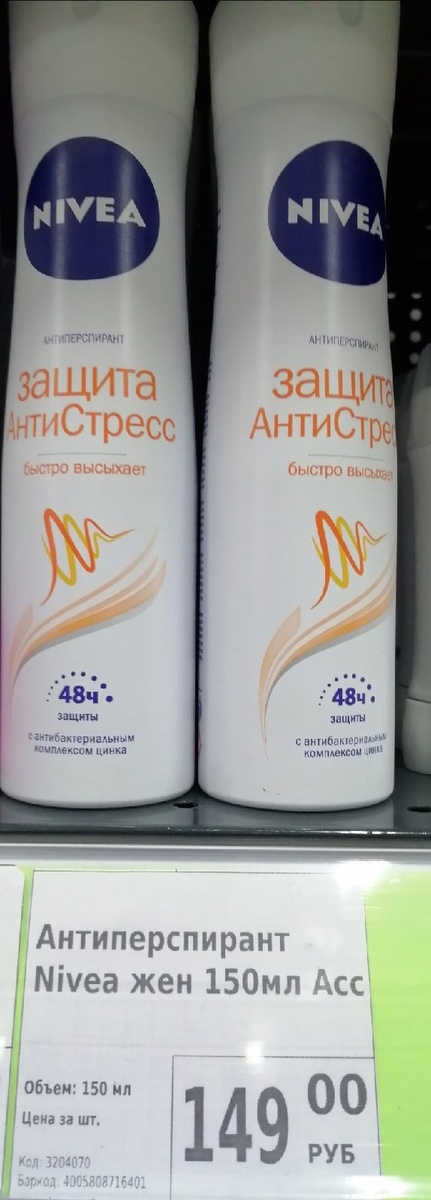 NIVEA
АНТИПЕРСПИРАНТ
защита
АнтиСтресс
быстро высыхает
48ч
защиты
с антибактериальным
комплексом цинка
NIVEA
АНТИПЕРСПИРАНТ
защита
АнтиСтрес
быстро высыхает
48ч
защиты
с антибактериальным
комплексом цинка
Антиперспирант
Nivea жен 150мл Асс
Объем: 150 мл
Цена за шт.
149 00
РУБ
Код: 3204070
Баркод: 4005808716401